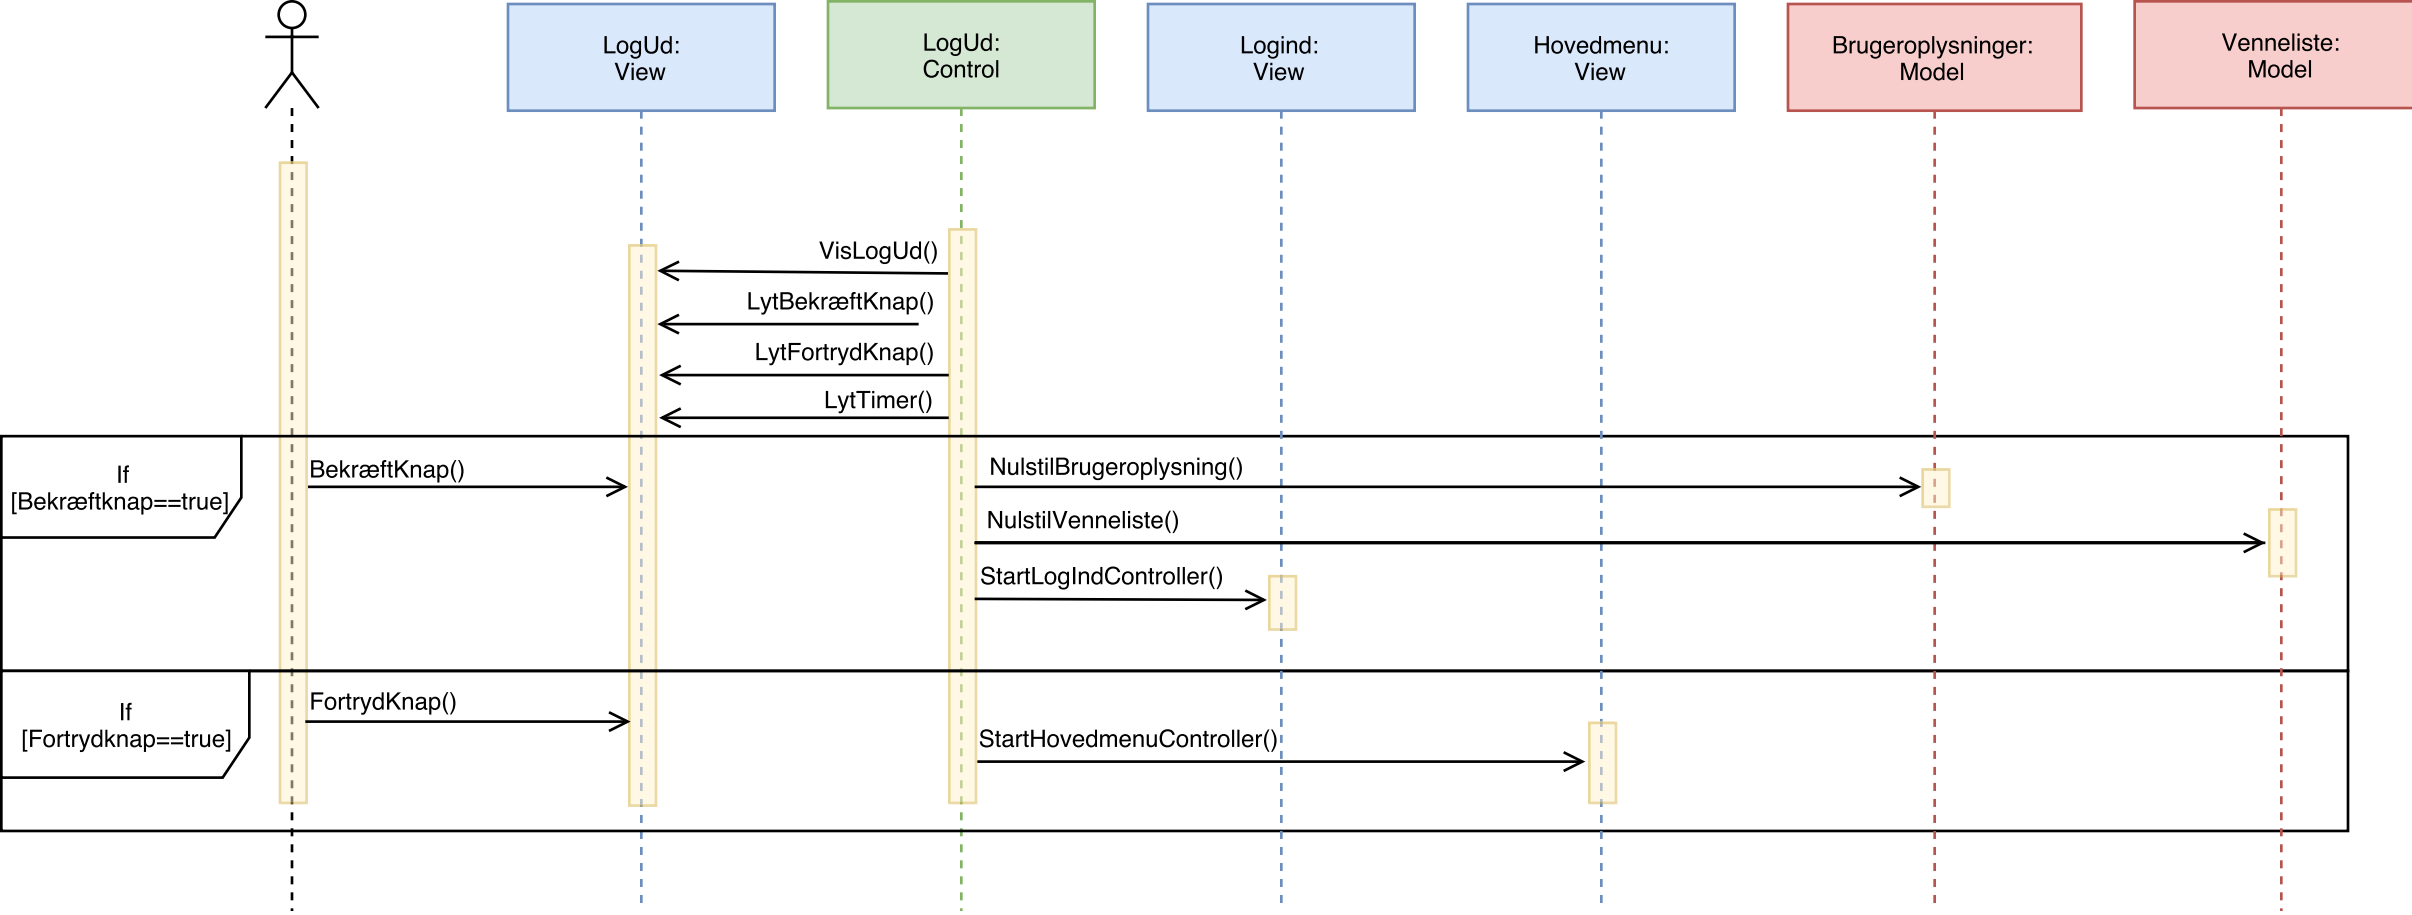 LogUd:
View
LogUd:
Control
Logind:
View
Hovedmenu:
View
Brugeroplysninger:
Model
Venneliste:
Model
VisLogUd()
LytBekræftKnap()
LytFortrydKnap()
LytTimer()
If
[Bekræftknap==true]
BekræftKnap()
NulstilBrugeroplysning()
NulstilVenneliste()
StartLogIndController()
If
[Fortrydknap==true]
FortrydKnap()
StartHovedmenuController()